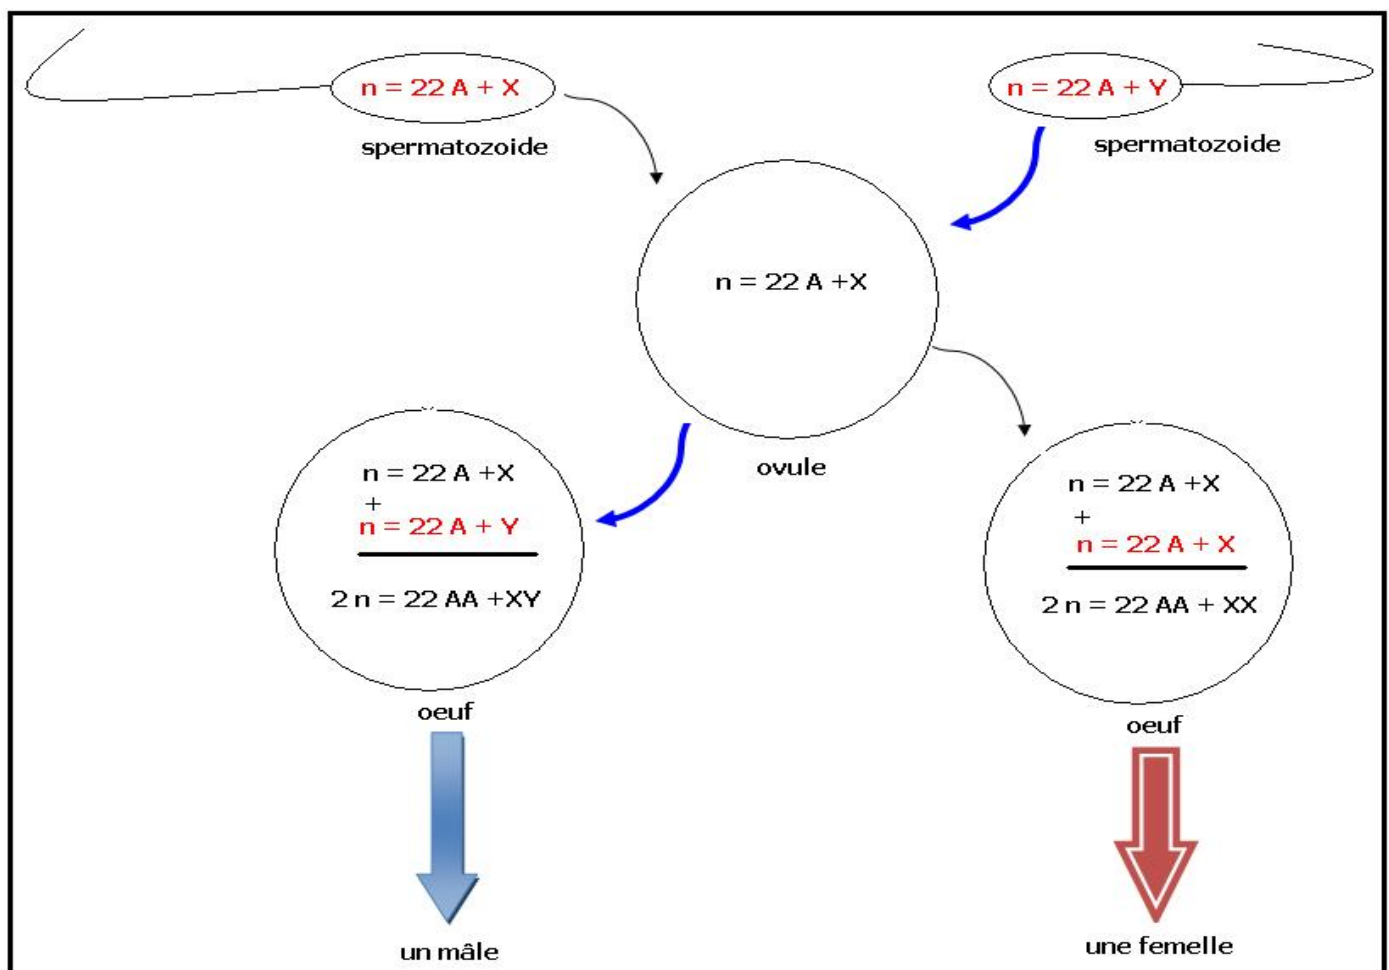 n = 22 A + X
spermatozoide
n = 22 A + Y
spermatozoide
n = 22 A +X
ovule
n = 22 A +X
+
n = 22 A + Y
2 n = 22 AA +XY
oeuf
un mâle
n = 22 A +X
+
n = 22 A + X
2 n = 22 AA + XX
oeuf
une femelle